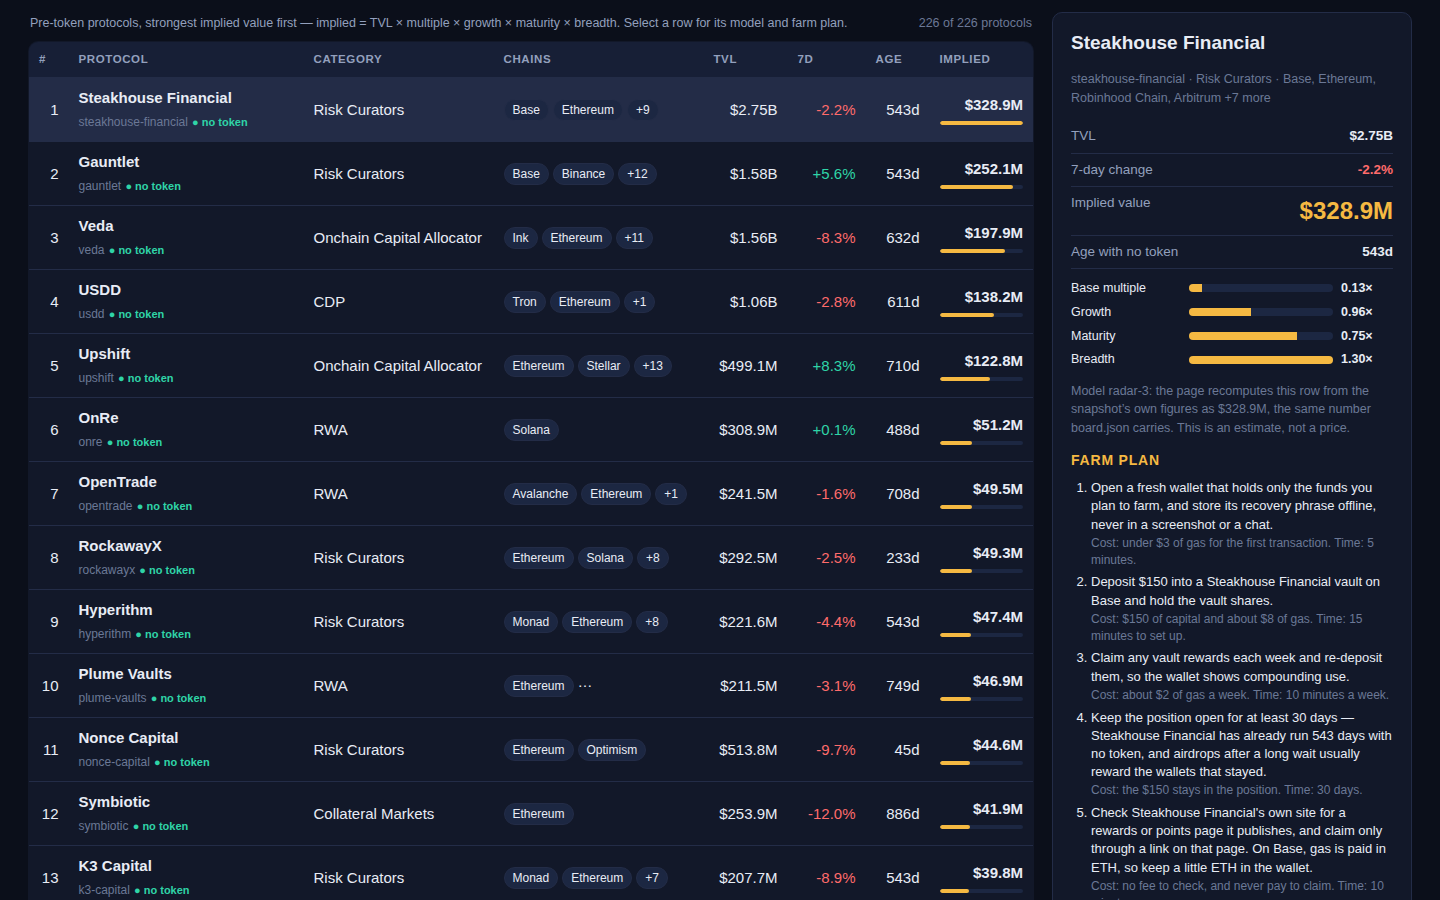 Pre-token protocols, strongest implied value first — implied = TVL × multiple × growth × maturity × breadth. Select a row for its model and farm plan.
226 of 226 protocols
# PROTOCOL CATEGORY CHAINS TVL 7D AGE IMPLIED
1 Steakhouse Financial Risk Curators Base Ethereum +9 $2.75B -2.2% 543d $328.9M
steakhouse-financial ● no token
2 Gauntlet Risk Curators Base Binance +12 $1.58B +5.6% 543d $252.1M
gauntlet ● no token
3 Veda Onchain Capital Allocator Ink Ethereum +11 $1.56B -8.3% 632d $197.9M
veda ● no token
4 USDD CDP Tron Ethereum +1 $1.06B -2.8% 611d $138.2M
usdd ● no token
5 Upshift Onchain Capital Allocator Ethereum Stellar +13 $499.1M +8.3% 710d $122.8M
upshift ● no token
6 OnRe RWA Solana $308.9M +0.1% 488d $51.2M
onre ● no token
7 OpenTrade RWA Avalanche Ethereum +1 $241.5M -1.6% 708d $49.5M
opentrade ● no token
8 RockawayX Risk Curators Ethereum Solana +8 $292.5M -2.5% 233d $49.3M
rockawayx ● no token
9 Hyperithm Risk Curators Monad Ethereum +8 $221.6M -4.4% 543d $47.4M
hyperithm ● no token
10 Plume Vaults RWA Ethereum ··· $211.5M -3.1% 749d $46.9M
plume-vaults ● no token
11 Nonce Capital Risk Curators Ethereum Optimism $513.8M -9.7% 45d $44.6M
nonce-capital ● no token
12 Symbiotic Collateral Markets Ethereum $253.9M -12.0% 886d $41.9M
symbiotic ● no token
13 K3 Capital Risk Curators Monad Ethereum +7 $207.7M -8.9% 543d $39.8M
k3-capital ● no token
Steakhouse Financial
steakhouse-financial · Risk Curators · Base, Ethereum,
Robinhood Chain, Arbitrum +7 more
TVL $2.75B
7-day change -2.2%
Implied value $328.9M
Age with no token 543d
Base multiple 0.13×
Growth 0.96×
Maturity 0.75×
Breadth 1.30×
Model radar-3: the page recomputes this row from the
snapshot's own figures as $328.9M, the same number
board.json carries. This is an estimate, not a price.
FARM PLAN
1. Open a fresh wallet that holds only the funds you
plan to farm, and store its recovery phrase offline,
never in a screenshot or a chat.
Cost: under $3 of gas for the first transaction. Time: 5
minutes.
2. Deposit $150 into a Steakhouse Financial vault on
Base and hold the vault shares.
Cost: $150 of capital and about $8 of gas. Time: 15
minutes to set up.
3. Claim any vault rewards each week and re-deposit
them, so the wallet shows compounding use.
Cost: about $2 of gas a week. Time: 10 minutes a week.
4. Keep the position open for at least 30 days —
Steakhouse Financial has already run 543 days with
no token, and airdrops after a long wait usually
reward the wallets that stayed.
Cost: the $150 stays in the position. Time: 30 days.
5. Check Steakhouse Financial's own site for a
rewards or points page it publishes, and claim only
through a link on that page. On Base, gas is paid in
ETH, so keep a little ETH in the wallet.
Cost: no fee to check, and never pay to claim. Time: 10